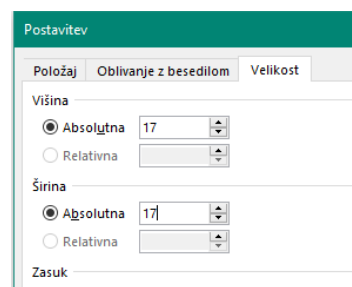 Postavitev
Položaj Oblivanje z besedilom Velikost
Višina
Absolutna 17
Relativna
Širina
Absolutna 17
Relativna
Zasuk